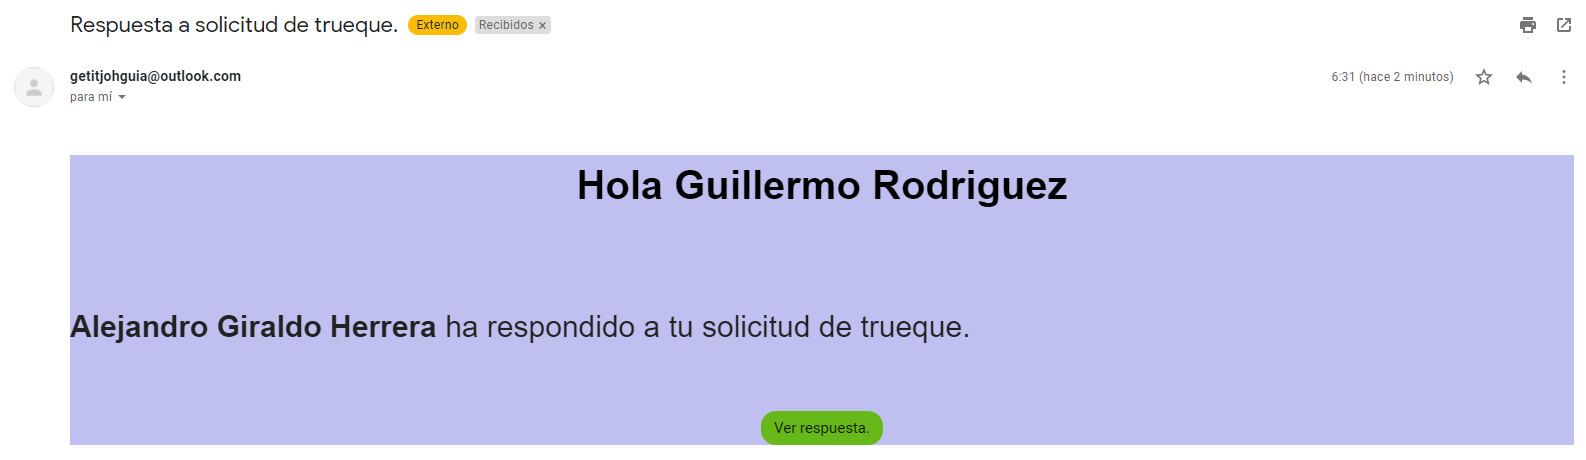 Respuesta a solicitud de trueque. Externo Recibidos ×
getitjohguia@outlook.com 6:31 (hace 2 minutos)
para mí
Hola Guillermo Rodriguez
Alejandro Giraldo Herrera ha respondido a tu solicitud de trueque.
Ver respuesta.